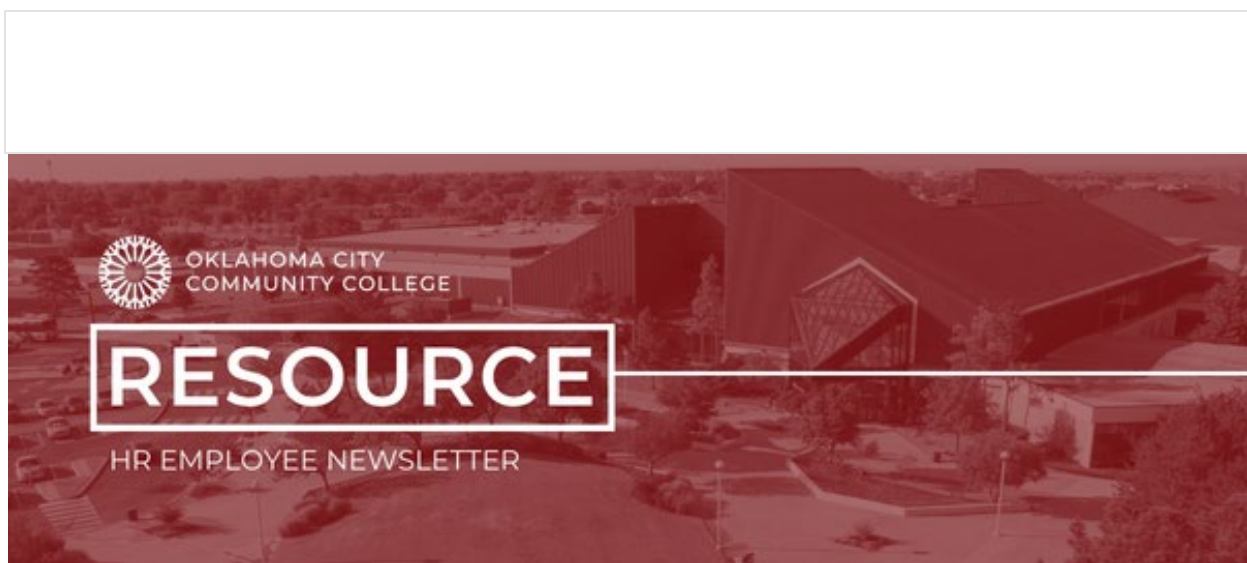 OKLAHOMA CITY
COMMUNITY COLLEGE
RESOURCE
HR EMPLOYEE NEWSLETTER